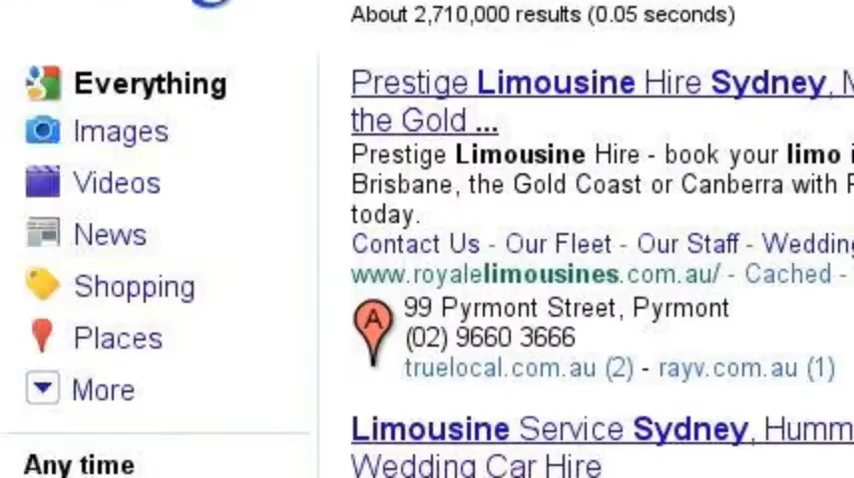 About 2,710,000 results (0.05 seconds)
Everything
Images
Videos
News
Shopping
Places
More
Any time
Prestige Limousine Hire Sydney,
the Gold ...
Prestige Limousine Hire - book your limo
Brisbane, the Gold Coast or Canberra with
today.
Contact Us - Our Fleet - Our Staff - Wedding
www.royalelimousines.com.au/ - Cached -
A
99 Pyrmont Street, Pyrmont
(02) 9660 3666
truelocal.com.au (2) - rayv.com.au (1)
Limousine Service Sydney, Humm
Wedding Car Hire